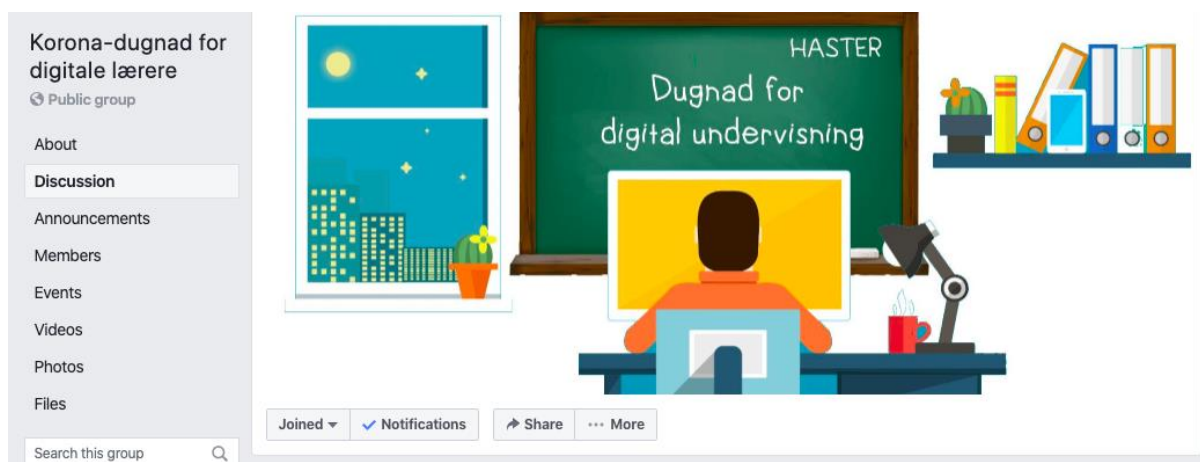 Korona-dugnad for
digitale lærere
Public group
About
Discussion
Announcements
Members
Events
Videos
Photos
Files
Search this group
HASTER
Dugnad for
digital undervisning
Joined
Notifications
Share
More